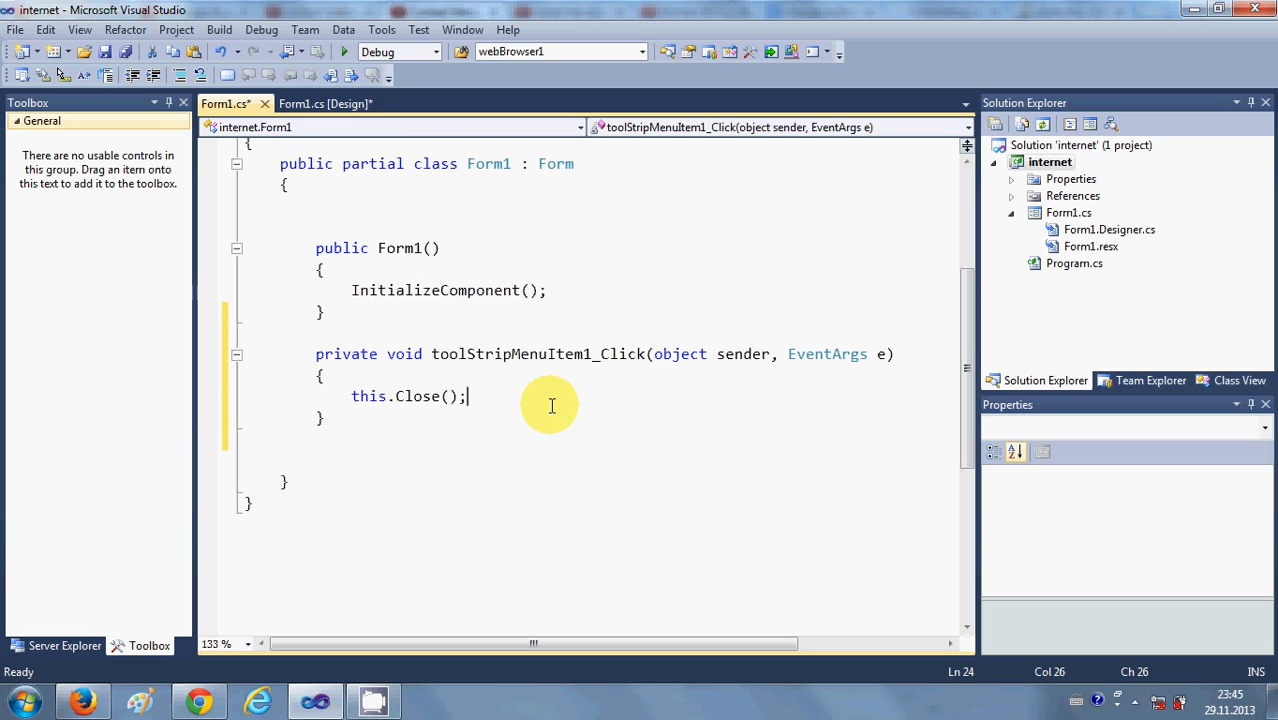 internet - Microsoft Visual Studio
File Edit View Refactor Project Build Debug Team Data Tools Test Window Help
Debug webBrowser1
Toolbox
General
There are no usable controls in
this group. Drag an item onto
this text to add it to the toolbox.
Server Explorer Toolbox
Form1.cs* Form1.cs [Design]*
internet.Form1 toolStripMenuItem1_Click(object sender, EventArgs e)
{
public partial class Form1 : Form
{
public Form1()
{
InitializeComponent();
}
private void toolStripMenuItem1_Click(object sender, EventArgs e)
{
this.Close();
}
}
}
133 %
Solution Explorer
Solution 'internet' (1 project)
internet
Properties
References
Form1.cs
Form1.Designer.cs
Form1.resx
Program.cs
Solution Explorer Team Explorer Class View
Properties
Ready Ln 24 Col 26 Ch 26 INS
23:45
29.11.2013